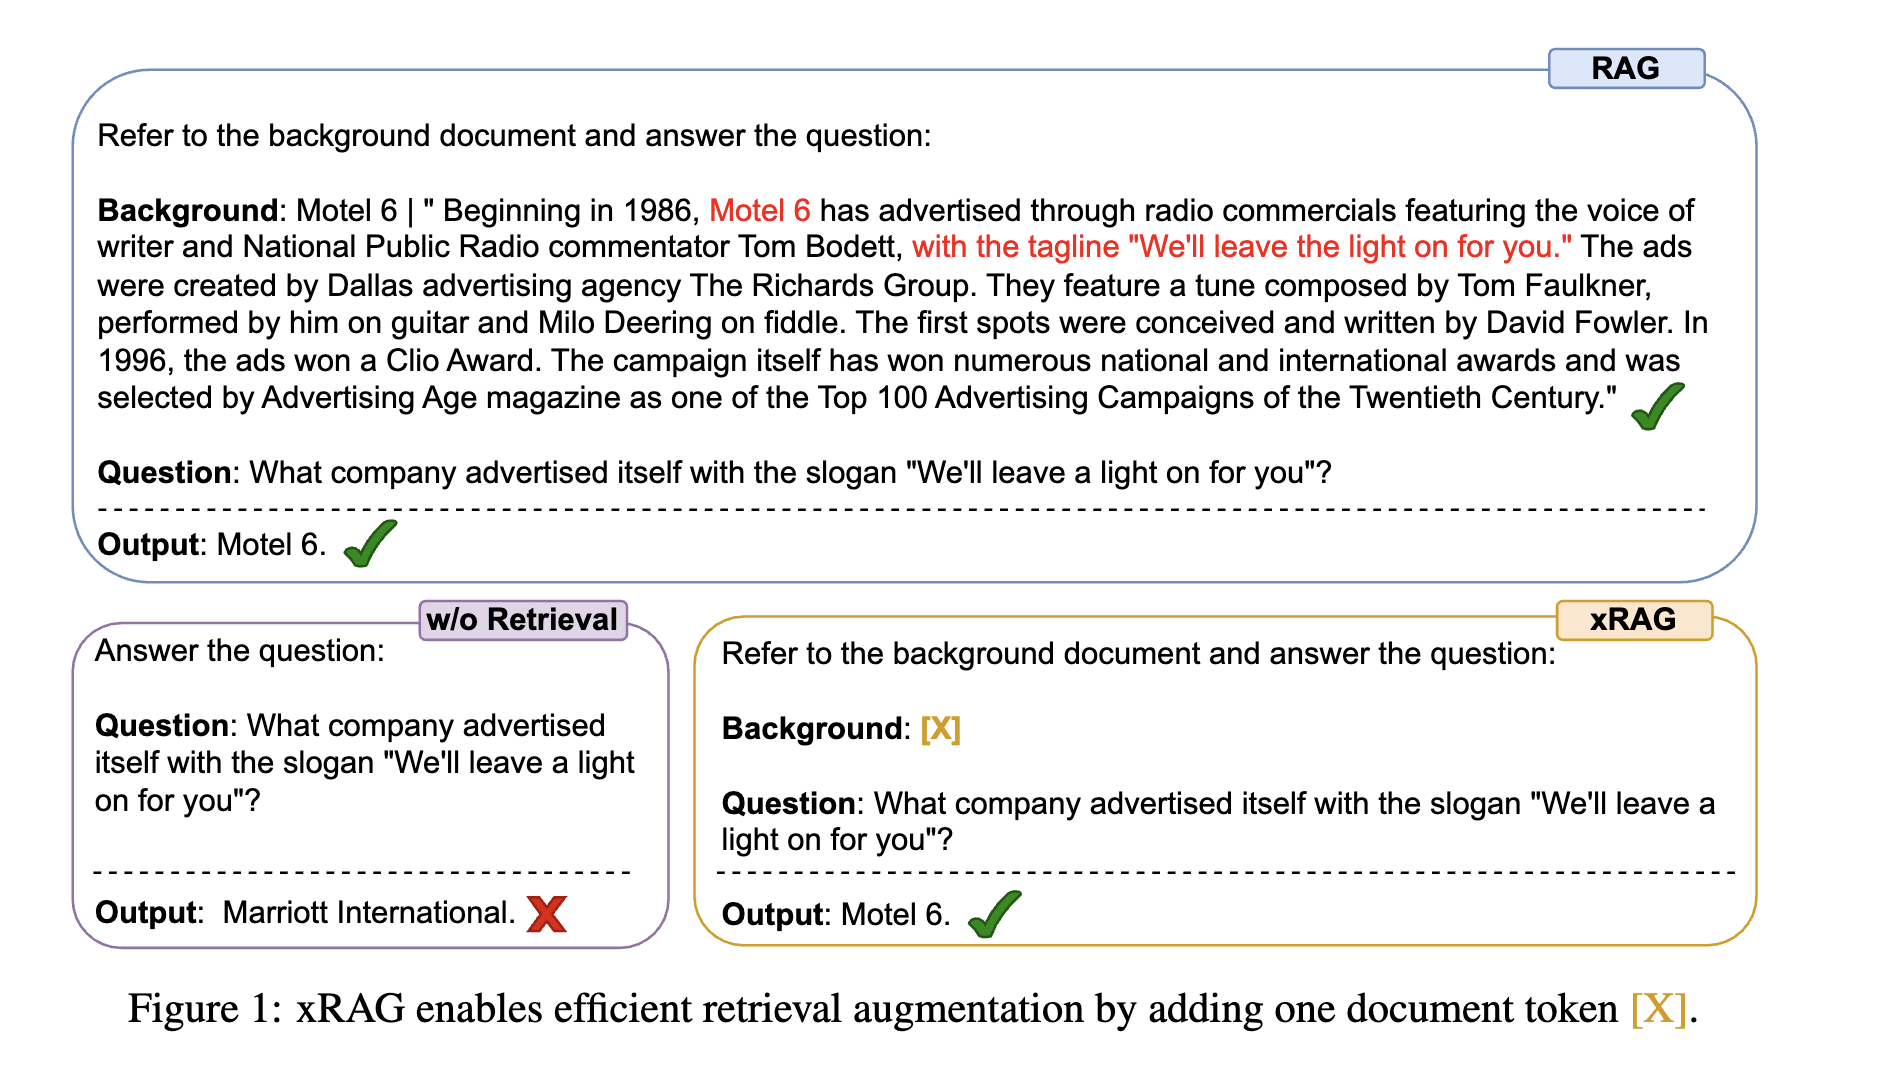 RAG
Refer to the background document and answer the question:
Background: Motel 6 | " Beginning in 1986, Motel 6 has advertised through radio commercials featuring the voice of
writer and National Public Radio commentator Tom Bodett, with the tagline "We'll leave the light on for you." The ads
were created by Dallas advertising agency The Richards Group. They feature a tune composed by Tom Faulkner,
performed by him on guitar and Milo Deering on fiddle. The first spots were conceived and written by David Fowler. In
1996, the ads won a Clio Award. The campaign itself has won numerous national and international awards and was
selected by Advertising Age magazine as one of the Top 100 Advertising Campaigns of the Twentieth Century."
Question: What company advertised itself with the slogan "We'll leave a light on for you"?
Output: Motel 6.
w/o Retrieval
Answer the question:
Question: What company advertised
itself with the slogan "We'll leave a light
on for you"?
Output: Marriott International.
xRAG
Refer to the background document and answer the question:
Background: [X]
Question: What company advertised itself with the slogan "We'll leave a
light on for you"?
Output: Motel 6.
Figure 1: xRAG enables efficient retrieval augmentation by adding one document token [X].